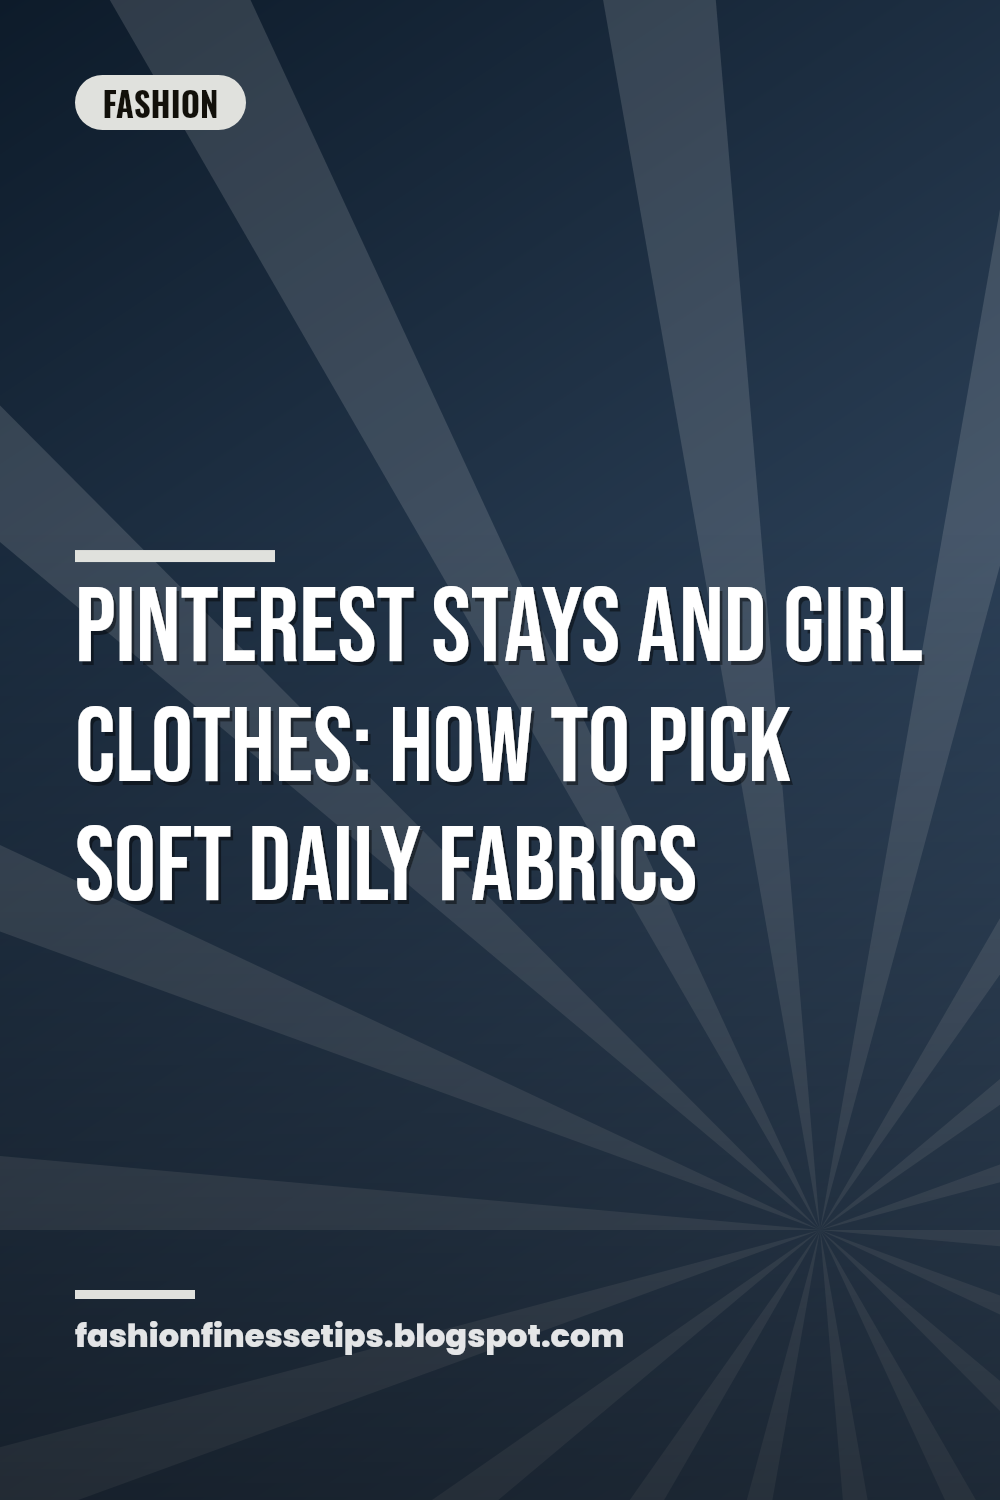 FASHION
PINTEREST STAYS AND GIRL
CLOTHES: HOW TO PICK
SOFT DAILY FABRICS
fashionfinessetips.blogspot.com